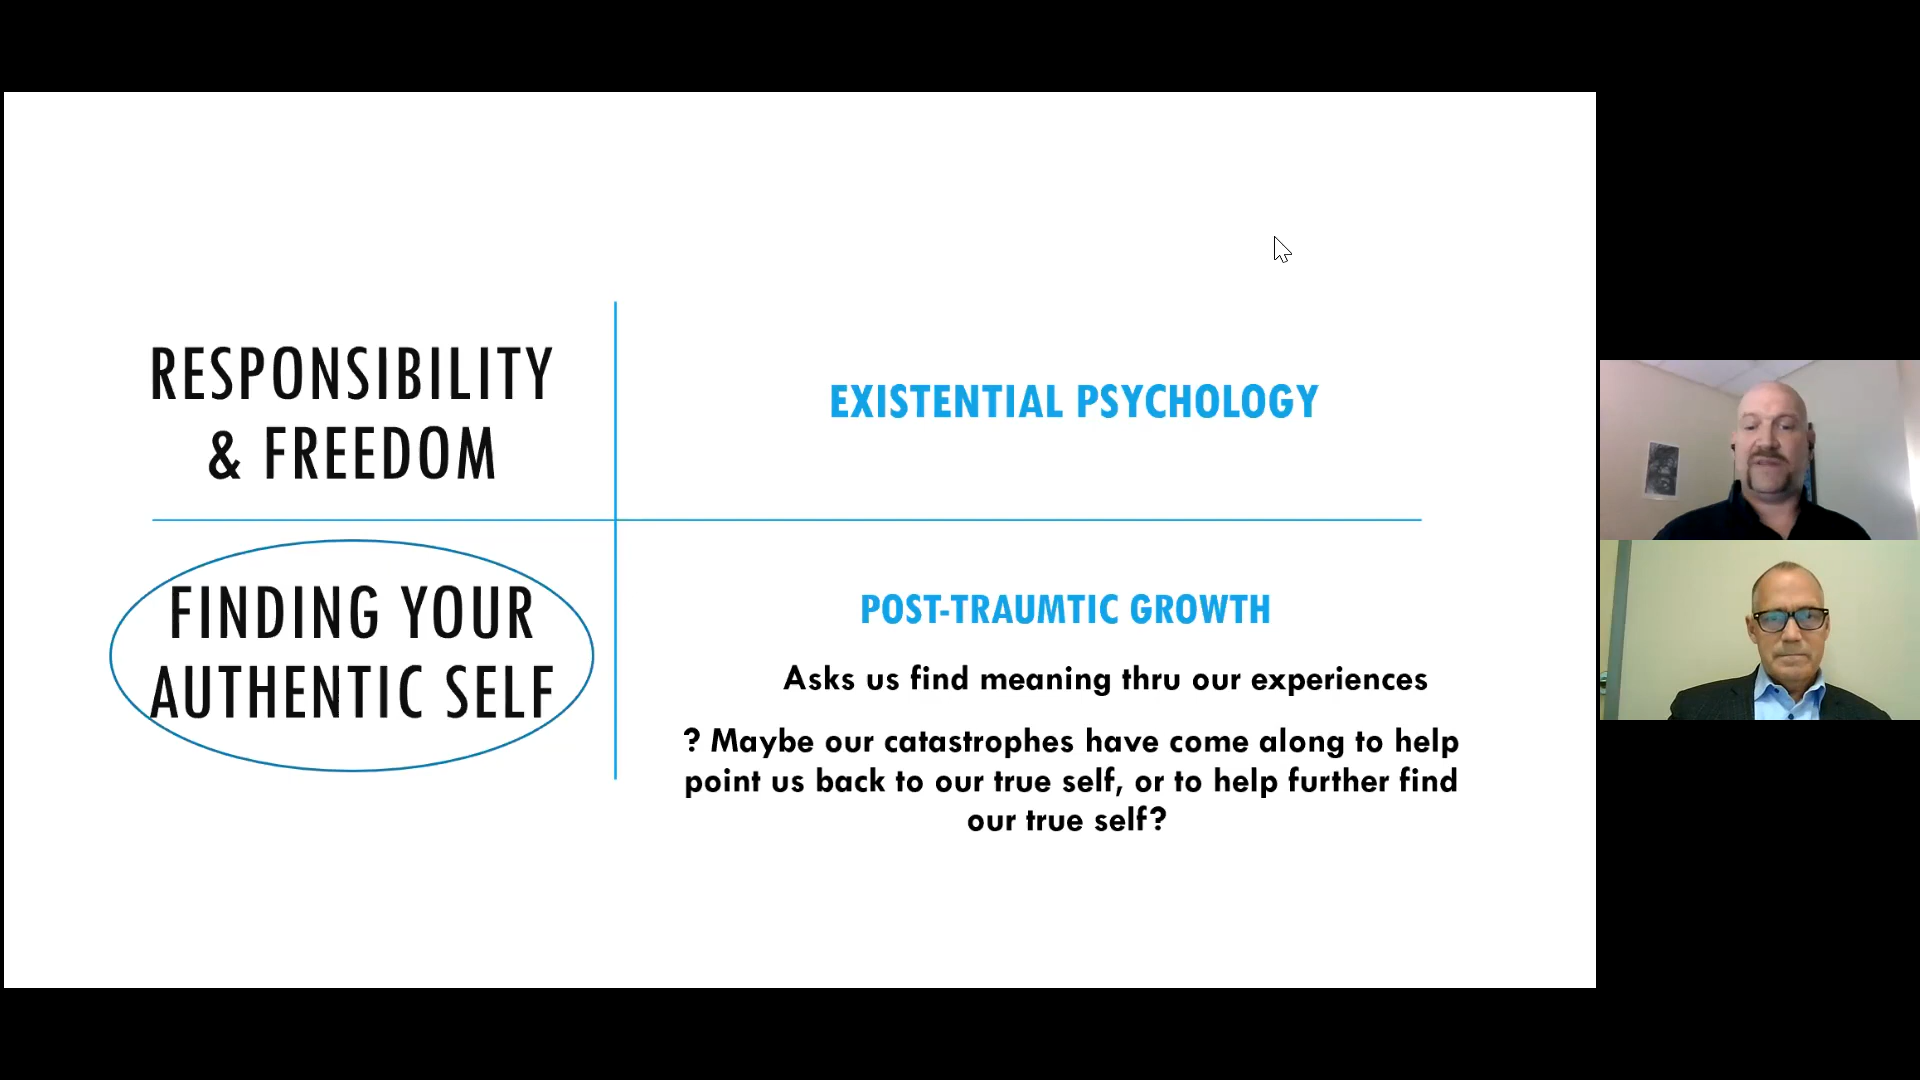 RESPONSIBILITY
& FREEDOM
EXISTENTIAL PSYCHOLOGY
FINDING YOUR
AUTHENTIC SELF
POST-TRAUMTIC GROWTH
Asks us find meaning thru our experiences
? Maybe our catastrophes have come along to help
point us back to our true self, or to help further find
our true self?